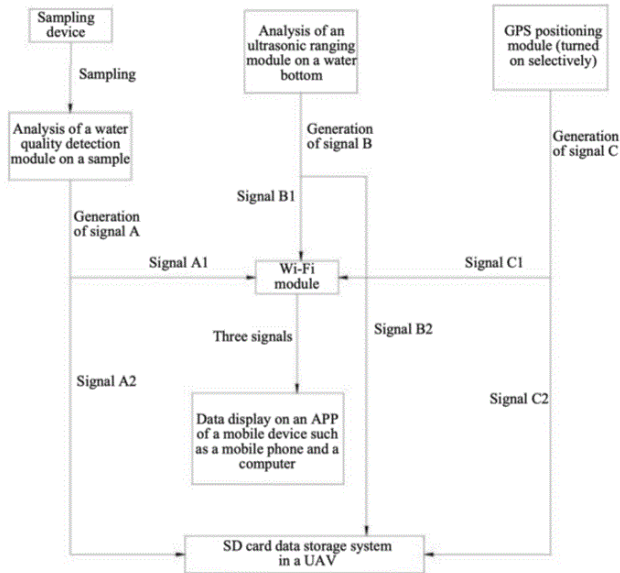 Sampling
device
Analysis of an
ultrasonic ranging
module on a water
bottom
GPS positioning
module (turned
on selectively)
Sampling
Analysis of a water
quality detection
module on a sample
Generation
of signal B
Generation
of signal C
Generation
of signal A
Signal B1
Signal A1
Wi-Fi
module
Signal C1
Three signals
Signal B2
Signal A2
Signal C2
Data display on an APP
of a mobile device such
as a mobile phone and a
computer
SD card data storage system
in a UAV